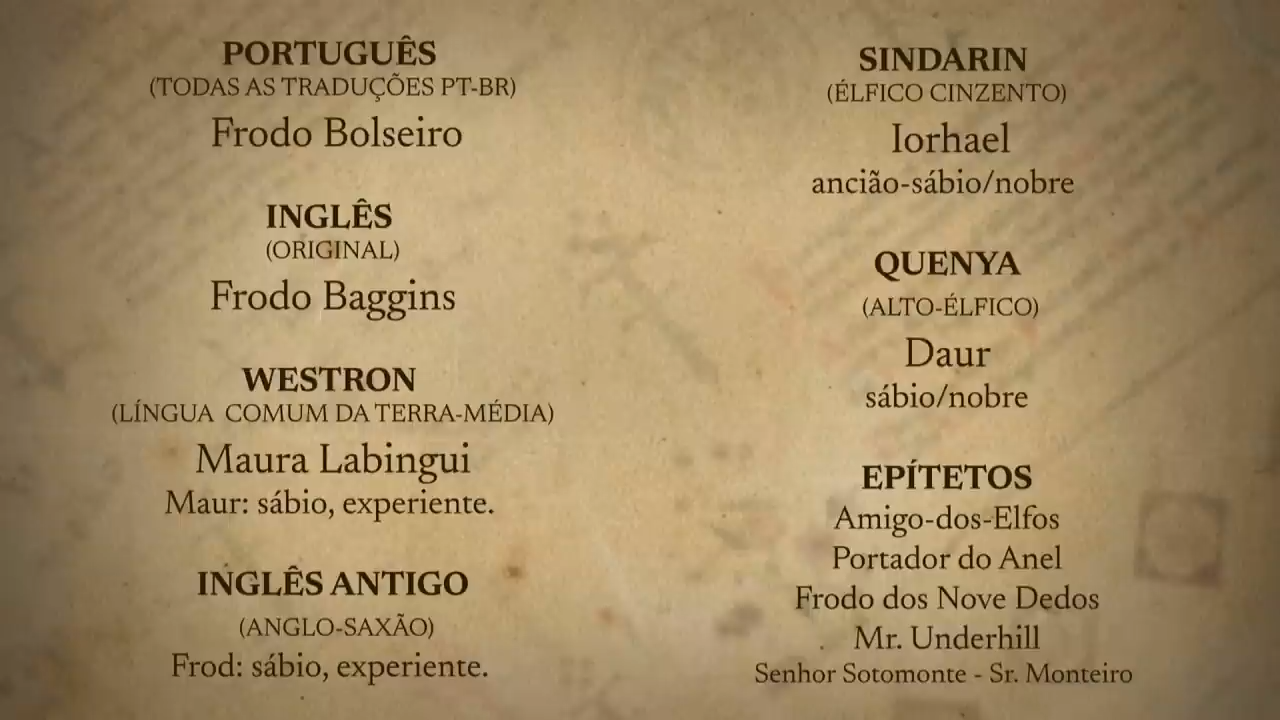 PORTUGUÊS
(TODAS AS TRADUÇÕES PT-BR)
Frodo Bolseiro
INGLÊS
(ORIGINAL)
Frodo Baggins
WESTRON
(LÍNGUA COMUM DA TERRA-MÉDIA)
Maura Labingui
Maur: sábio, experiente.
INGLÊS ANTIGO
(ANGLO-SAXÃO)
Frod: sábio, experiente.
SINDARIN
(ÉLFICO CINZENTO)
Iorhael
ancião-sábio/nobre
QUENYA
(ALTO-ÉLFICO)
Daur
sábio/nobre
EPÍTETOS
Amigo-dos-Elfos
Portador do Anel
Frodo dos Nove Dedos
Mr. Underhill
Senhor Sotomonte - Sr. Monteiro